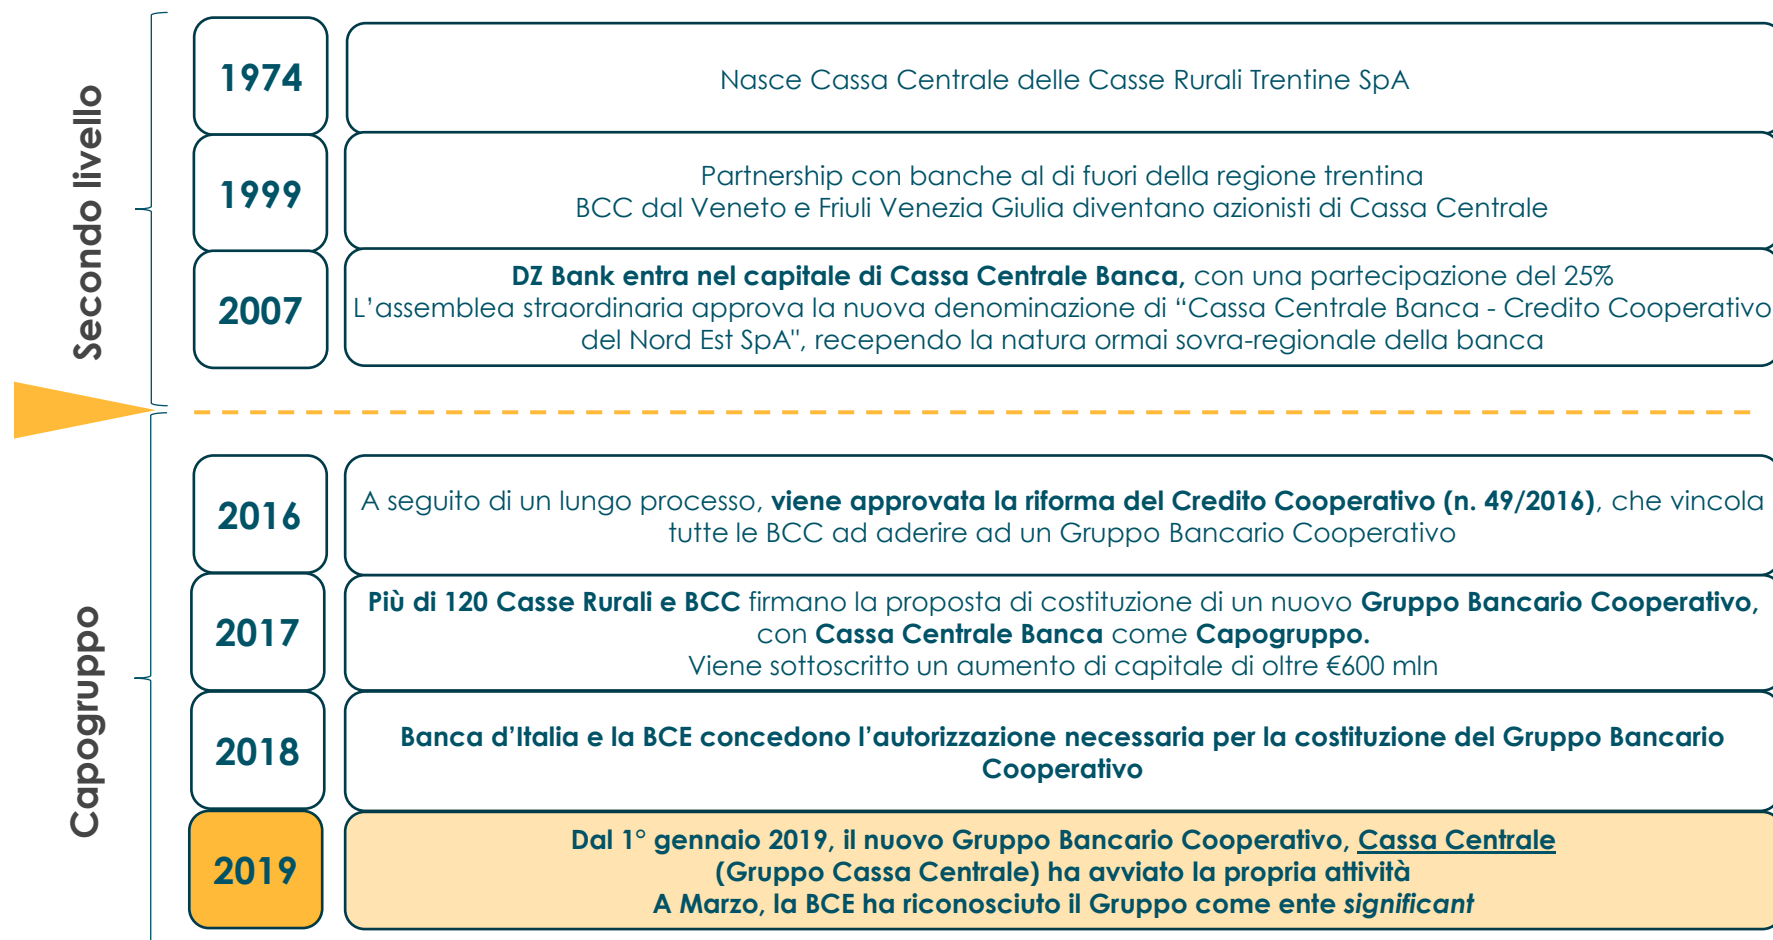 Secondo livello
1974
Nasce Cassa Centrale delle Casse Rurali Trentine SpA
1999
Partnership con banche al di fuori della regione trentina
BCC dal Veneto e Friuli Venezia Giulia diventano azionisti di Cassa Centrale
2007
DZ Bank entra nel capitale di Cassa Centrale Banca, con una partecipazione del 25%
L’assemblea straordinaria approva la nuova denominazione di “Cassa Centrale Banca - Credito Cooperativo
del Nord Est SpA", recependo la natura ormai sovra-regionale della banca
Capogruppo
2016
A seguito di un lungo processo, viene approvata la riforma del Credito Cooperativo (n. 49/2016), che vincola
tutte le BCC ad aderire ad un Gruppo Bancario Cooperativo
2017
Più di 120 Casse Rurali e BCC firmano la proposta di costituzione di un nuovo Gruppo Bancario Cooperativo,
con Cassa Centrale Banca come Capogruppo.
Viene sottoscritto un aumento di capitale di oltre €600 mln
2018
Banca d’Italia e la BCE concedono l’autorizzazione necessaria per la costituzione del Gruppo Bancario
Cooperativo
2019
Dal 1° gennaio 2019, il nuovo Gruppo Bancario Cooperativo, Cassa Centrale
(Gruppo Cassa Centrale) ha avviato la propria attività
A Marzo, la BCE ha riconosciuto il Gruppo come ente significant